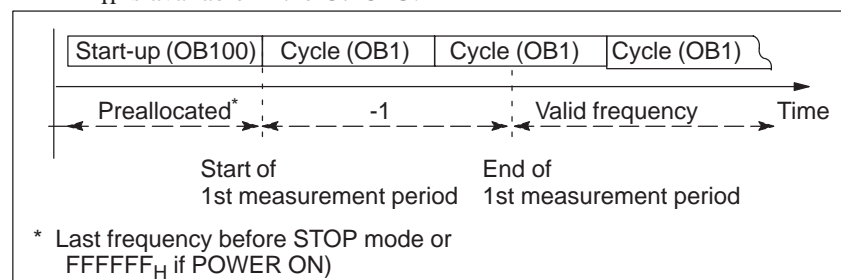 Start-up (OB100) Cycle (OB1) Cycle (OB1) Cycle (OB1)
Preallocated* -1 Valid frequency Time
Start of 1st measurement period
End of 1st measurement period
* Last frequency before STOP mode or
FFFFFFH if POWER ON)